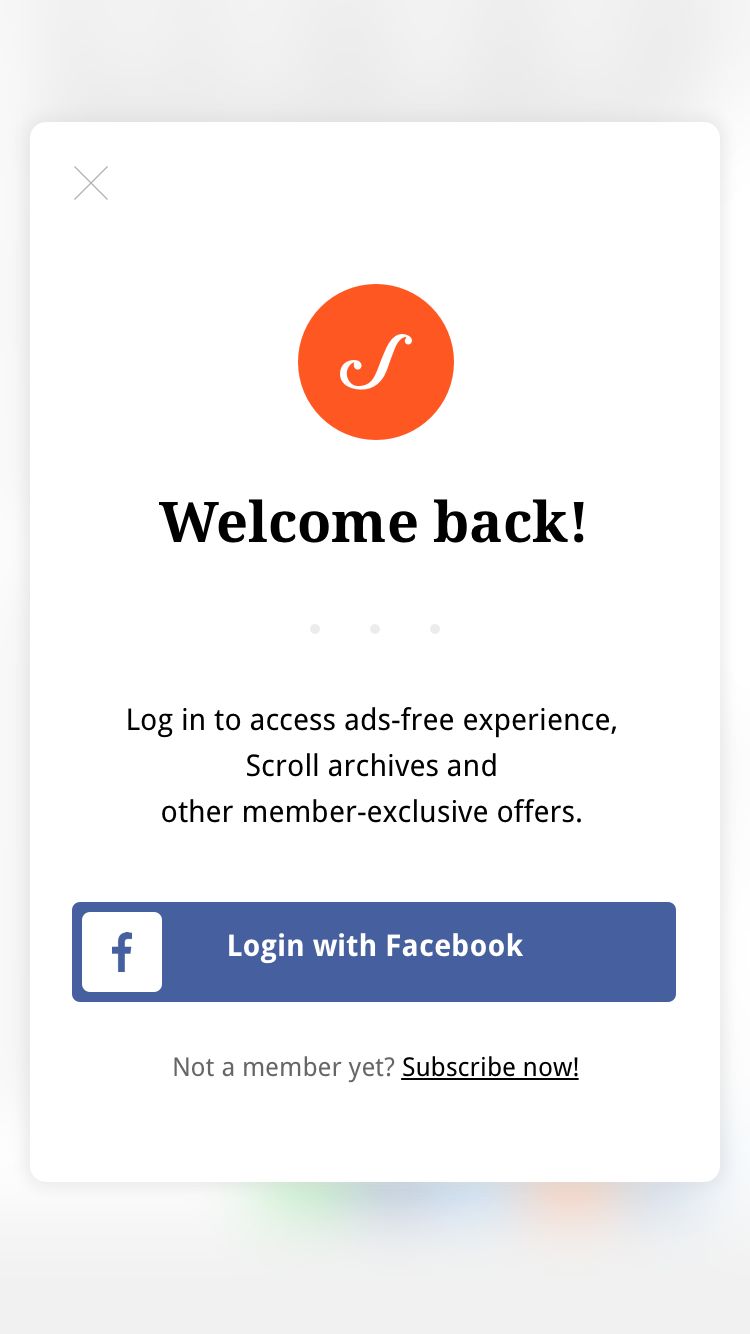 Welcome back!
Log in to access ads-free experience,
Scroll archives and
other member-exclusive offers.
Login with Facebook
Not a member yet? Subscribe now!